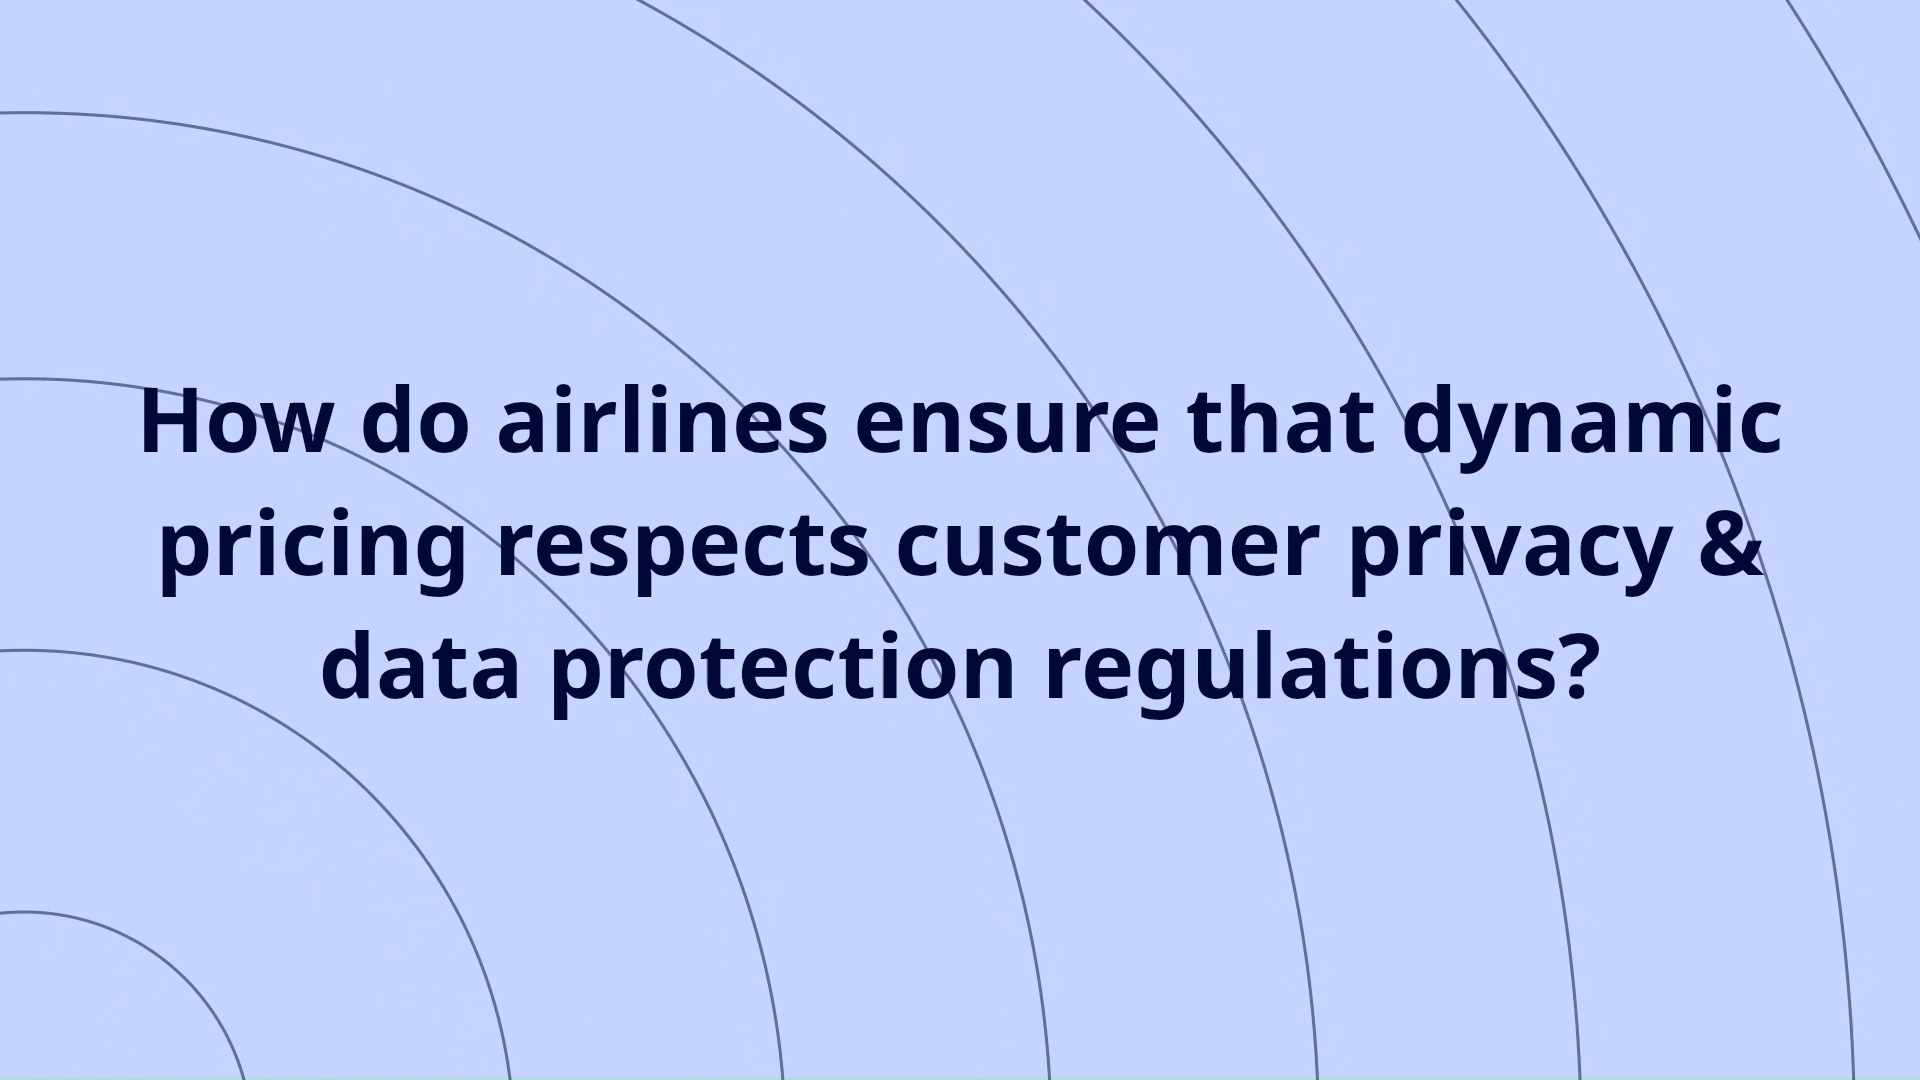 How do airlines ensure that dynamic
pricing respects customer privacy &
data protection regulations?